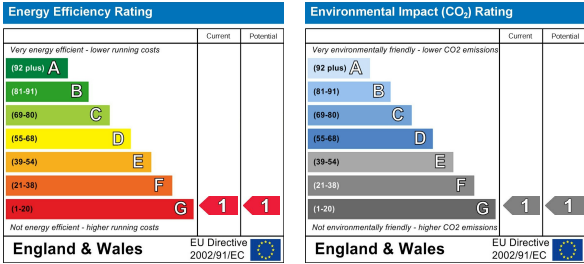 Energy Efficiency Rating
Current Potential
Very energy efficient - lower running costs
(92 plus) A
(81-91) B
(69-80) C
(55-68) D
(39-54) E
(21-38) F
(1-20) G 1 1
Not energy efficient - higher running costs
England & Wales
EU Directive
2002/91/EC
Environmental Impact (CO2) Rating
Current Potential
Very environmentally friendly - lower CO2 emissions
(92 plus) A
(81-91) B
(69-80) C
(55-68) D
(39-54) E
(21-38) F
(1-20) G 1 1
Not environmentally friendly - higher CO2 emissions
England & Wales
EU Directive
2002/91/EC